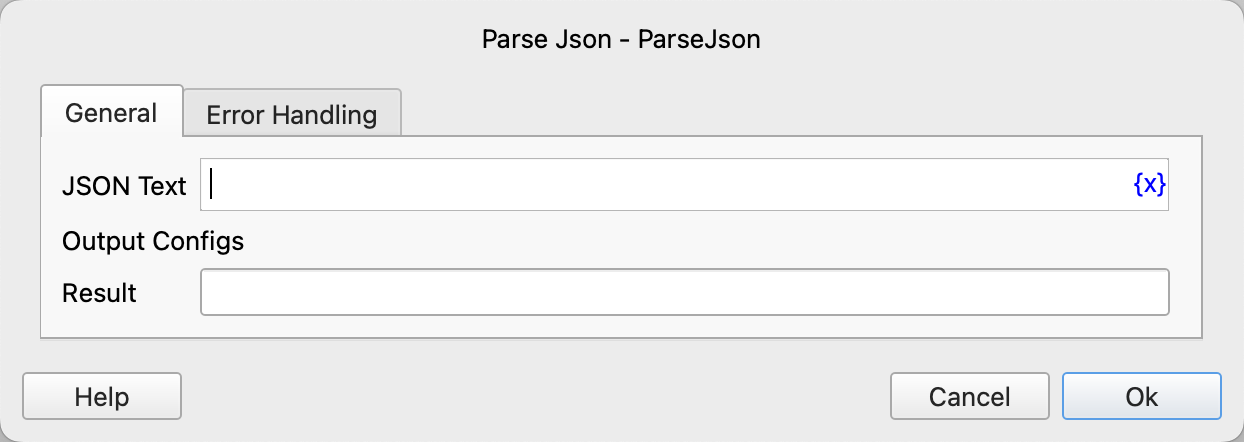 Parse Json - ParseJson
General
Error Handling
JSON Text
{x}
Output Configs
Result
Help
Cancel
Ok